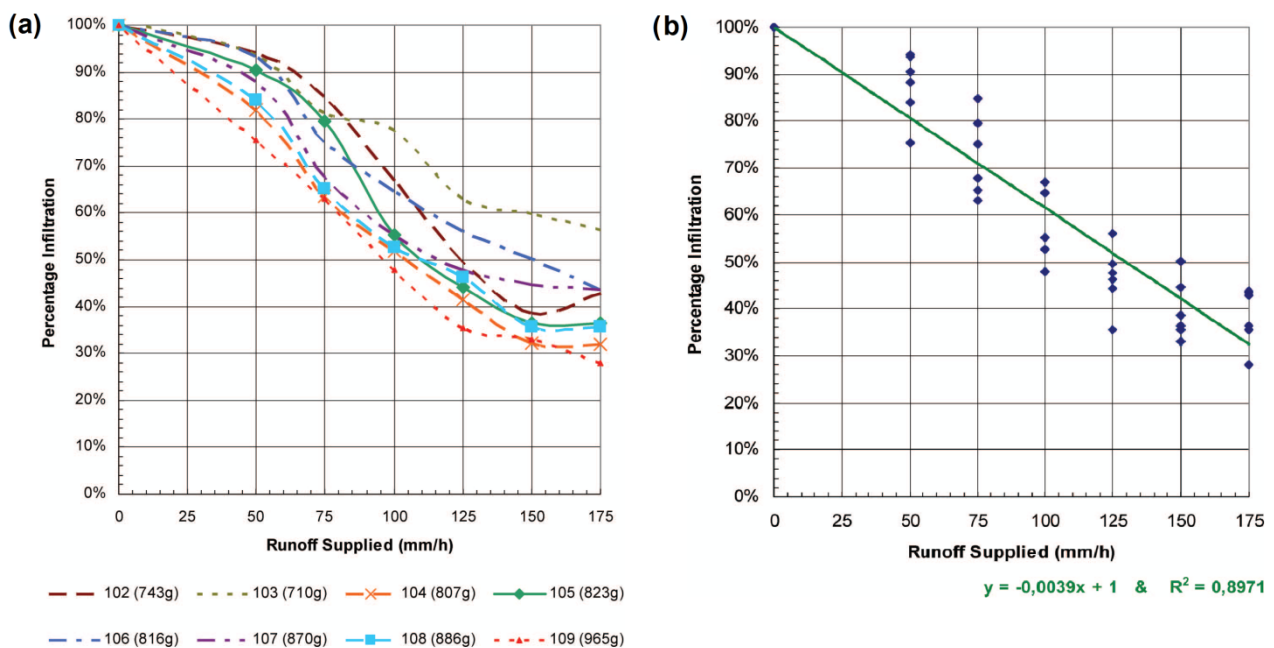 (a)
100%
90%
80%
70%
60%
50%
40%
30%
20%
10%
0%
Percentage Infiltration
0 25 50 75 100 125 150 175
Runoff Supplied (mm/h)
102 (743g) 103 (710g) 104 (807g) 105 (823g)
106 (816g) 107 (870g) 108 (886g) 109 (965g)
(b)
100%
90%
80%
70%
60%
50%
40%
30%
20%
10%
0%
Percentage Infiltration
0 25 50 75 100 125 150 175
Runoff Supplied (mm/h)
y = -0,0039x + 1 & R² = 0,8971